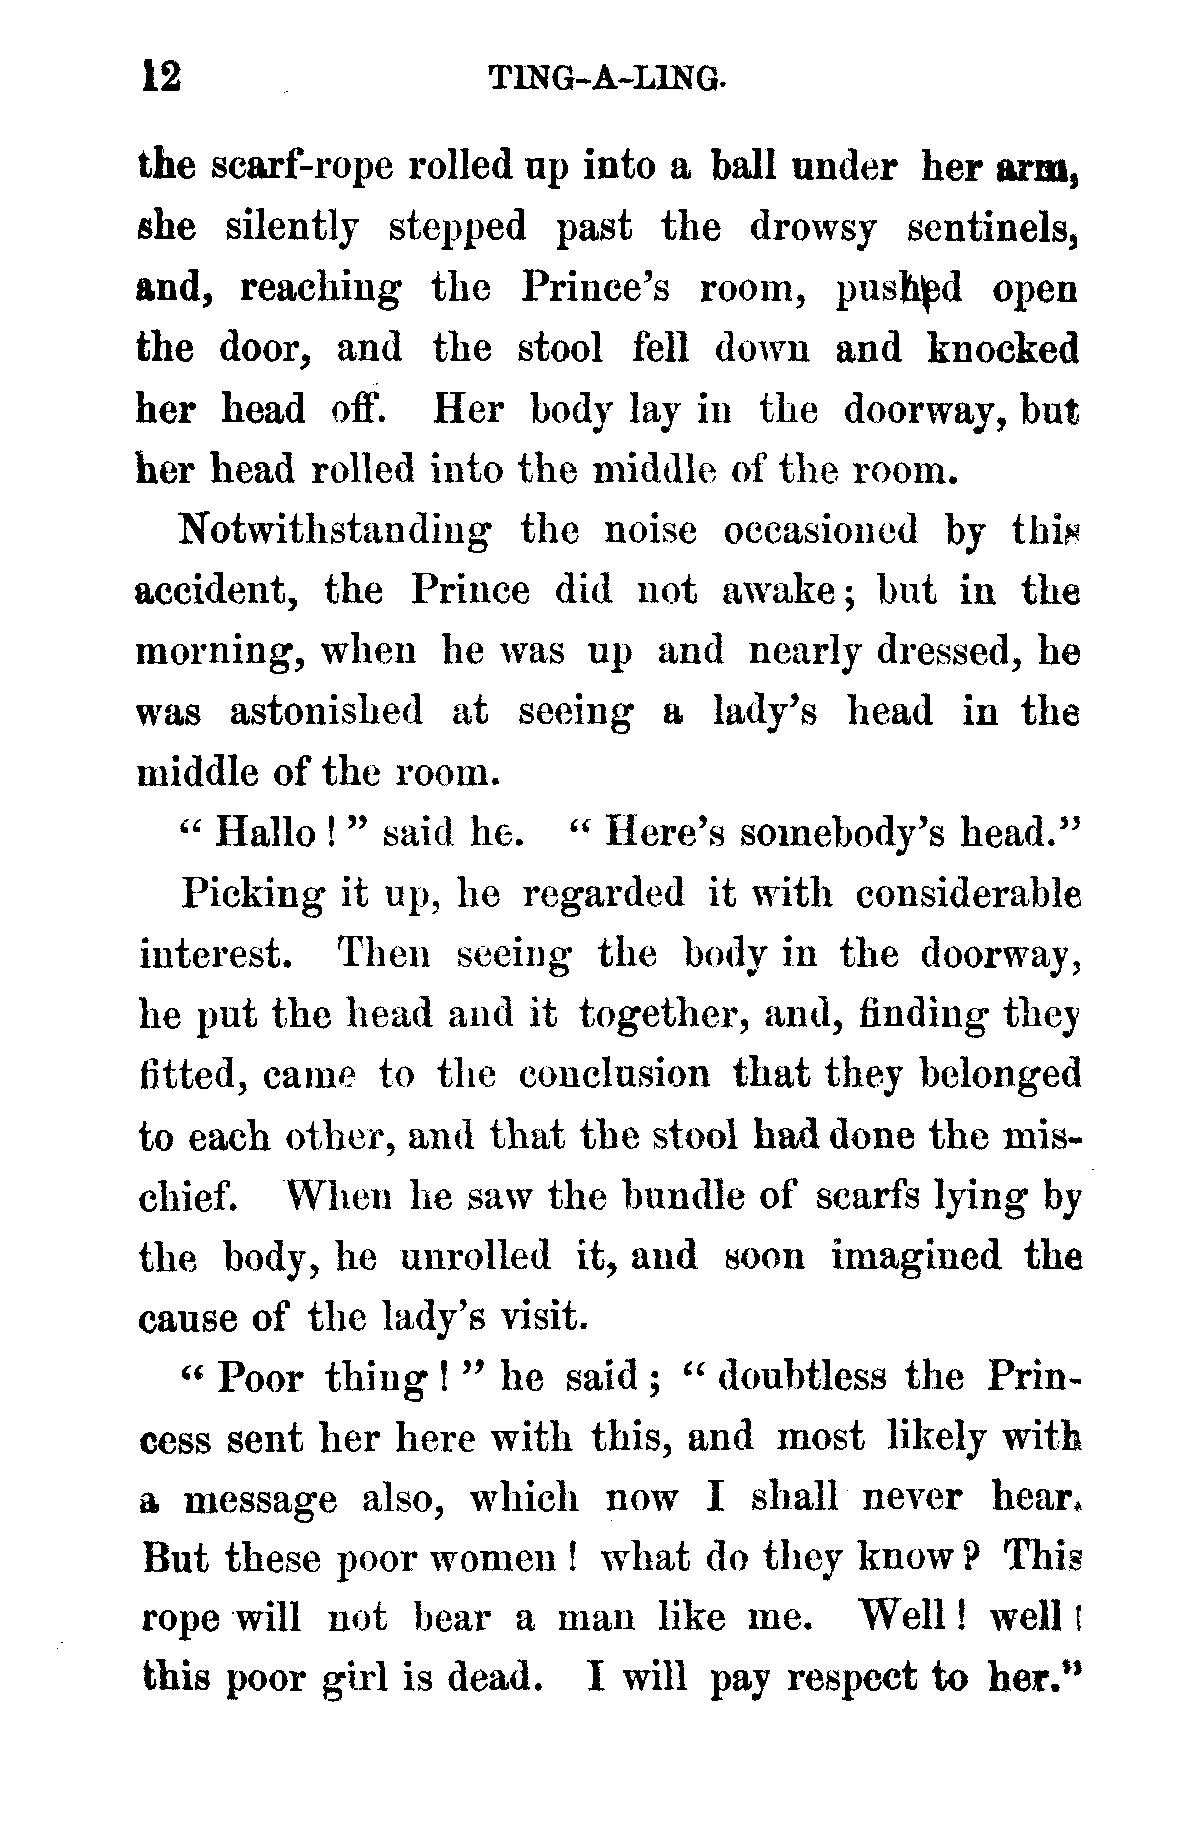 12 TING-A-LING.
the scarf-rope rolled up into a ball under her arm,
she silently stepped past the drowsy sentinels,
and, reaching the Prince's room, pushed open
the door, and the stool fell down and knocked
her head off. Her body lay in the doorway, but
her head rolled into the middle of the room.
Notwithstanding the noise occasioned by this
accident, the Prince did not awake; but in the
morning, when he was up and nearly dressed, he
was astonished at seeing a lady's head in the
middle of the room.
"Hallo!" said he. "Here's somebody's head."
Picking it up, he regarded it with considerable
interest. Then seeing the body in the doorway,
he put the head and it together, and, finding they
fitted, came to the conclusion that they belonged
to each other, and that the stool had done the mis-
chief. When he saw the bundle of scarfs lying by
the body, he unrolled it, and soon imagined the
cause of the lady's visit.
"Poor thing!" he said; "doubtless the Prin-
cess sent her here with this, and most likely with
a message also, which now I shall never hear.
But these poor women! what do they know? This
rope will not bear a man like me. Well! well!
this poor girl is dead. I will pay respect to her."